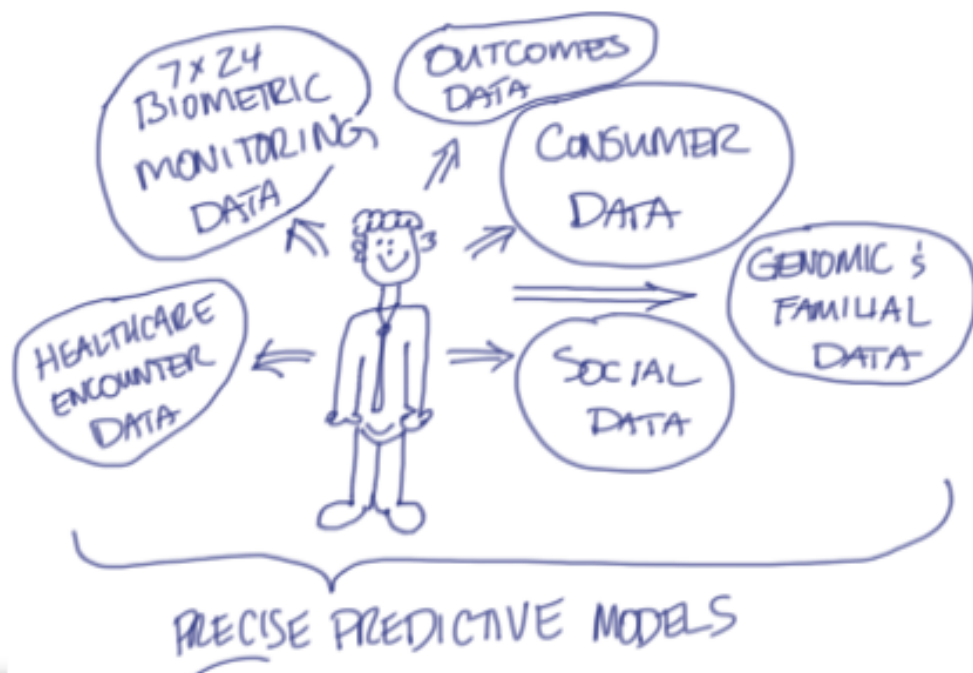 7 x 24
BIOMETRIC
MONITORING
DATA
OUTCOMES
DATA
CONSUMER
DATA
GENOMIC &
FAMILIAL
DATA
HEALTHCARE
ENCOUNTER
DATA
SOCIAL
DATA
PRECISE PREDICTIVE MODELS